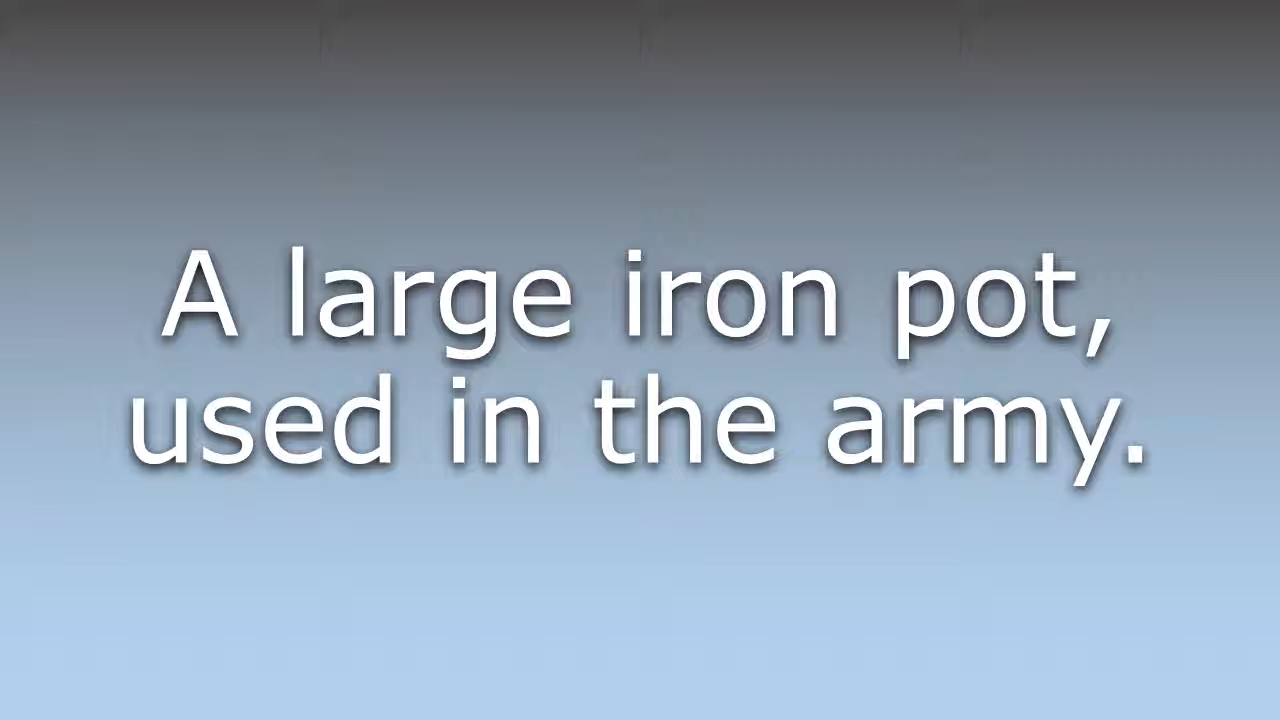 A large iron pot,
used in the army.